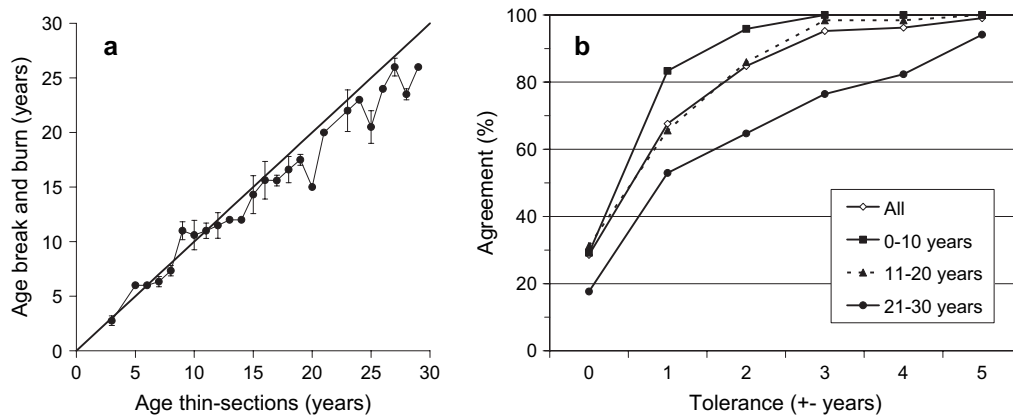 a
Age break and burn (years)
30
25
20
15
10
5
0
0 5 10 15 20 25 30
Age thin-sections (years)
b
Agreement (%)
100
80
60
40
20
0
0 1 2 3 4 5
Tolerance (+- years)
All
0-10 years
11-20 years
21-30 years